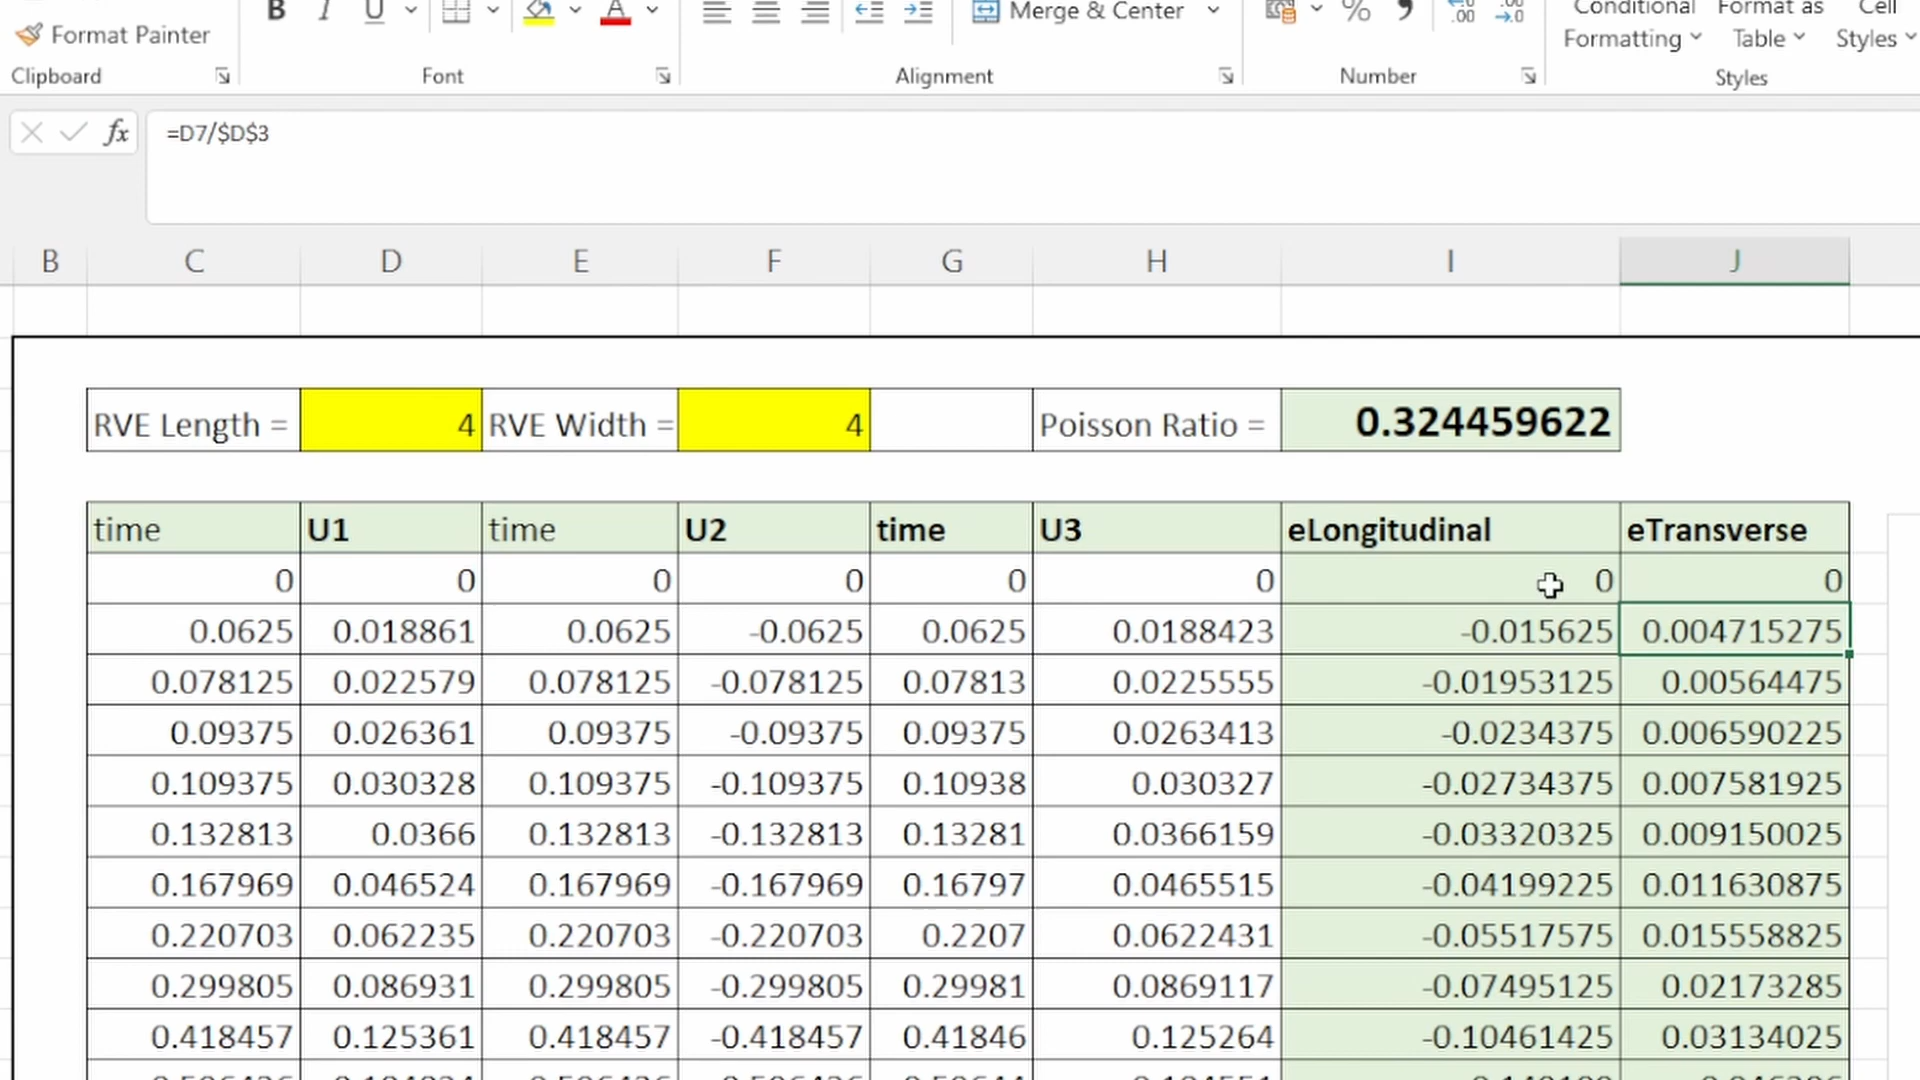 B I U A Merge & Center % 9 .00 .00 →.0 Conditional Format as Cell
Format Painter Formatting Table Styles
Clipboard Font Alignment Number Styles
fx =D7/$D$3
B C D E F G H I J
RVE Length = 4 RVE Width = 4 Poisson Ratio = 0.324459622
time U1 time U2 time U3 eLongitudinal eTransverse
0 0 0 0 0 0 0 0
0.0625 0.018861 0.0625 -0.0625 0.0625 0.0188423 -0.015625 0.004715275
0.078125 0.022579 0.078125 -0.078125 0.07813 0.0225555 -0.01953125 0.00564475
0.09375 0.026361 0.09375 -0.09375 0.09375 0.0263413 -0.0234375 0.006590225
0.109375 0.030328 0.109375 -0.109375 0.10938 0.030327 -0.02734375 0.007581925
0.132813 0.0366 0.132813 -0.132813 0.13281 0.0366159 -0.03320325 0.009150025
0.167969 0.046524 0.167969 -0.167969 0.16797 0.0465515 -0.04199225 0.011630875
0.220703 0.062235 0.220703 -0.220703 0.2207 0.0622431 -0.05517575 0.015558825
0.299805 0.086931 0.299805 -0.299805 0.29981 0.0869117 -0.07495125 0.02173285
0.418457 0.125361 0.418457 -0.418457 0.41846 0.125264 -0.10461425 0.03134025